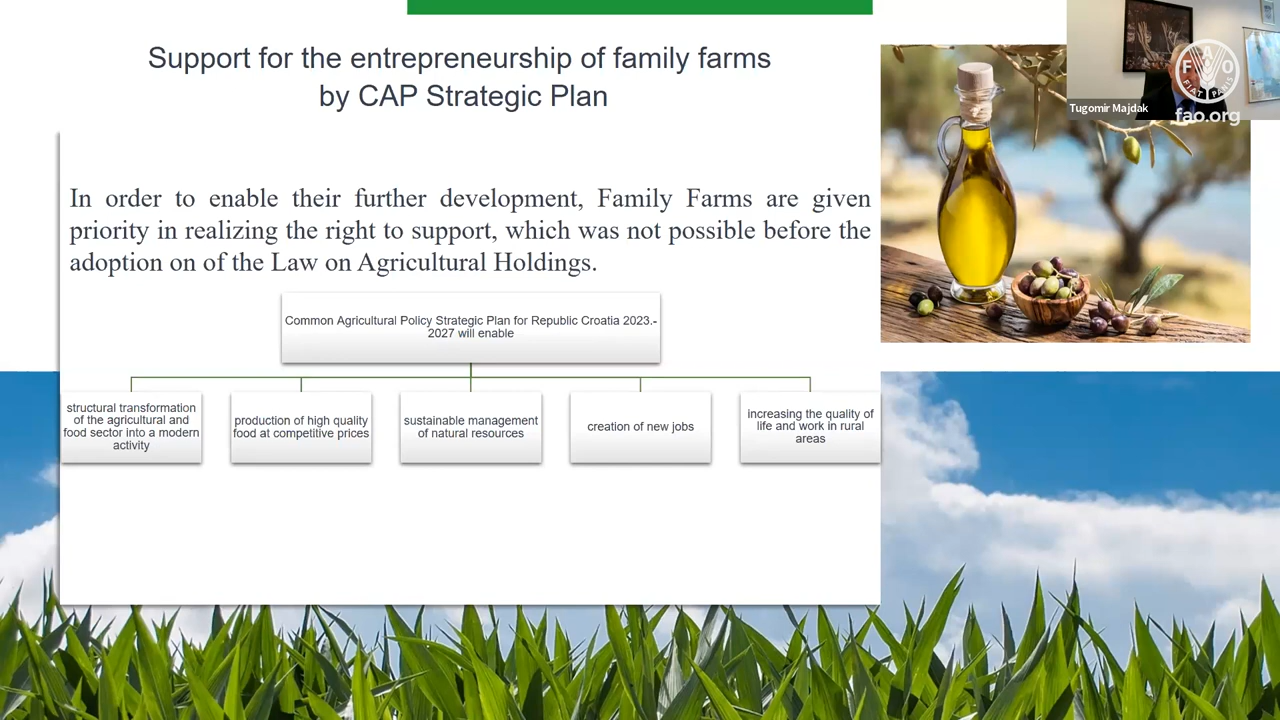 Support for the entrepreneurship of family farms
by CAP Strategic Plan
In order to enable their further development, Family Farms are given
priority in realizing the right to support, which was not possible before the
adoption on of the Law on Agricultural Holdings.
Common Agricultural Policy Strategic Plan for Republic Croatia 2023.-
2027 will enable
structural transformation
of the agricultural and
food sector into a modern
activity
production of high quality
food at competitive prices
sustainable management
of natural resources
creation of new jobs
increasing the quality of
life and work in rural
areas
Tugomir Majdak
F A O
FIAT PANIS
fao.org